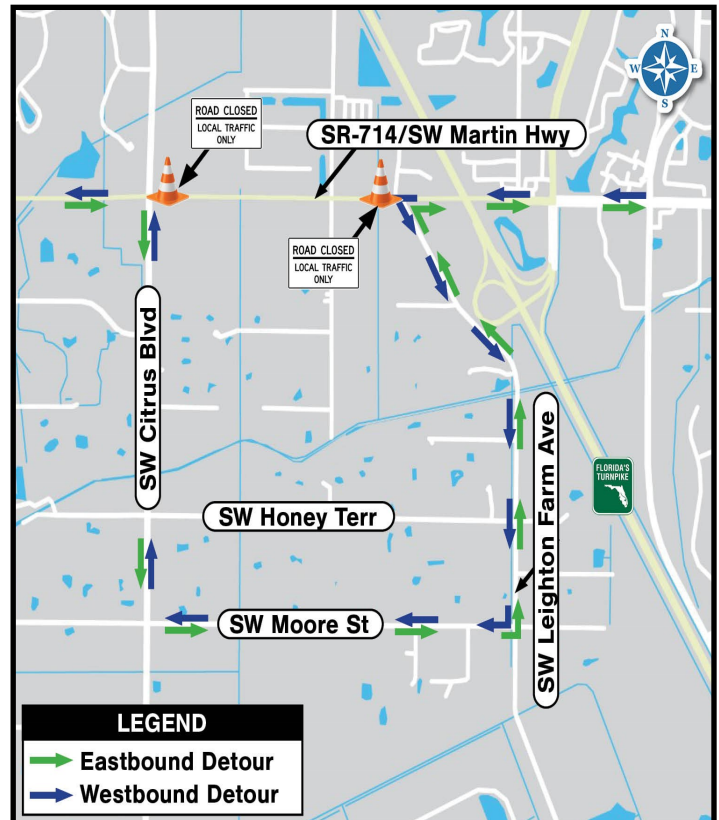 N
W E
S
ROAD CLOSED
LOCAL TRAFFIC
ONLY
SR-714/SW Martin Hwy
ROAD CLOSED
LOCAL TRAFFIC
ONLY
SW Citrus Blvd
SW Leighton Farm Ave
FLORIDA'S
TURNPIKE
SW Honey Terr
SW Moore St
LEGEND
Eastbound Detour
Westbound Detour